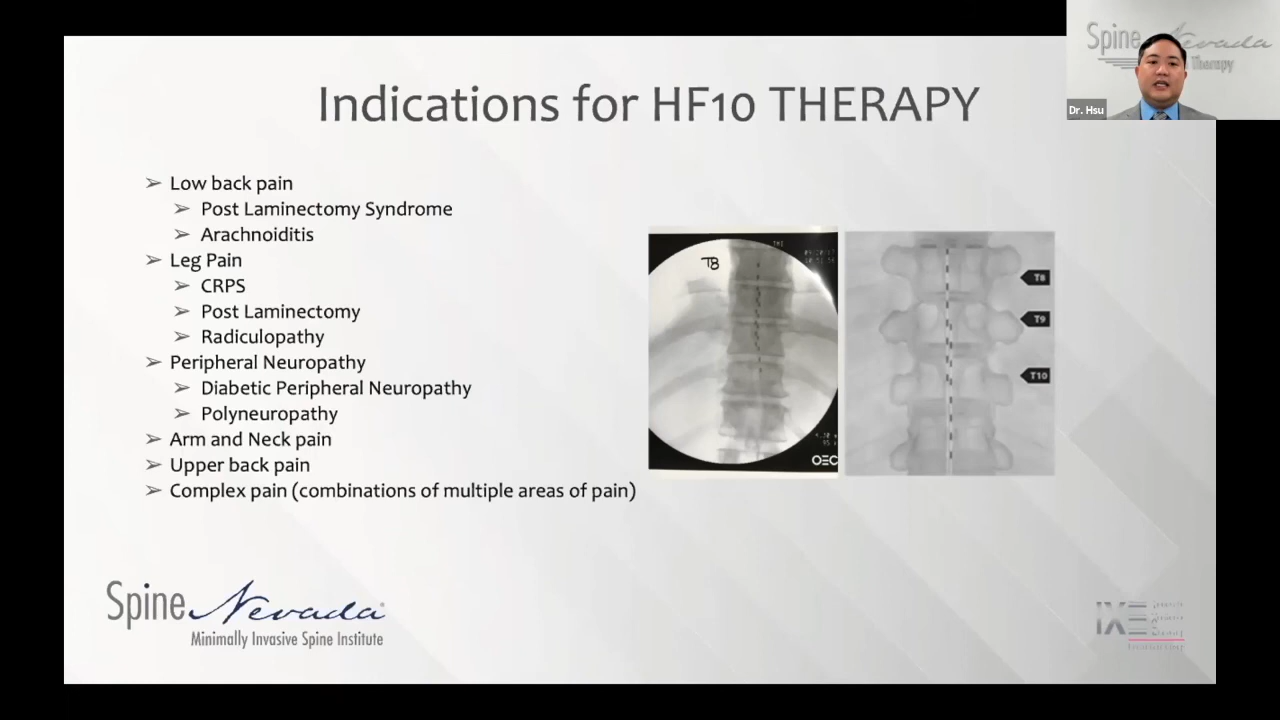 Indications for HF10 THERAPY
➢ Low back pain
➢ Post Laminectomy Syndrome
➢ Arachnoiditis
➢ Leg Pain
➢ CRPS
➢ Post Laminectomy
➢ Radiculopathy
➢ Peripheral Neuropathy
➢ Diabetic Peripheral Neuropathy
➢ Polyneuropathy
➢ Arm and Neck pain
➢ Upper back pain
➢ Complex pain (combinations of multiple areas of pain)
T8
OEC
T8
T9
T10
Spine Nevada
Minimally Invasive Spine Institute
IX
Spine Nevada
Therapy
Dr. Hsu